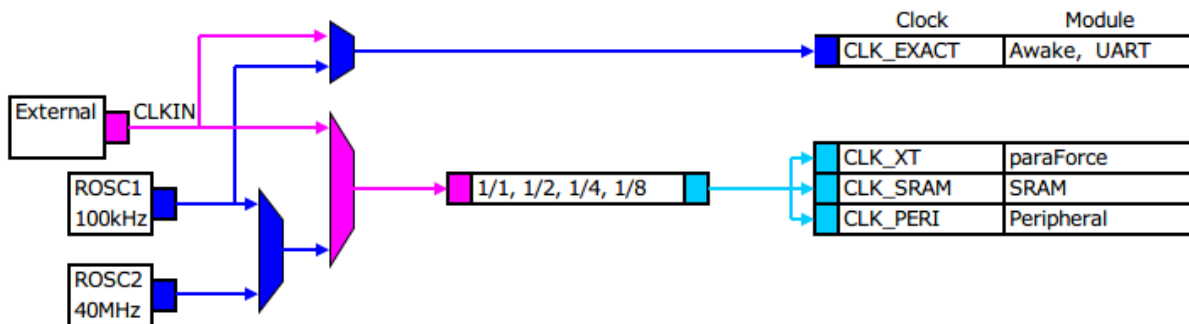 Clock Module
CLK_EXACT Awake, UART
External CLKIN
CLK_XT paraForce
ROSC1
100kHz
1/1, 1/2, 1/4, 1/8
CLK_SRAM SRAM
CLK_PERI Peripheral
ROSC2
40MHz